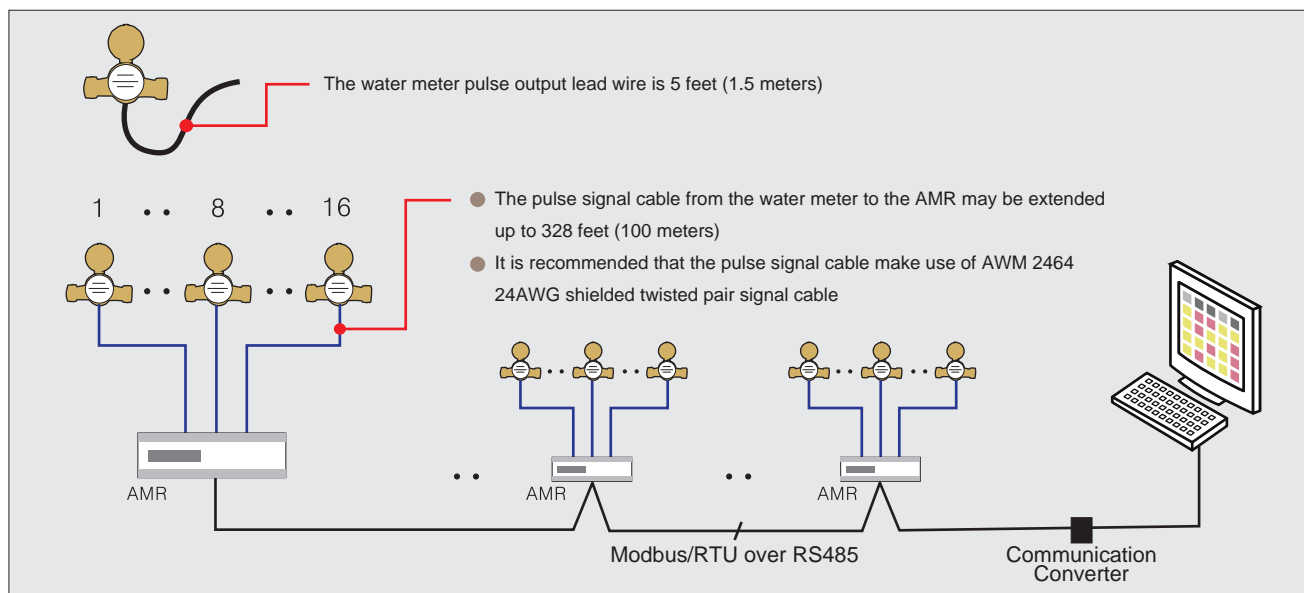 The water meter pulse output lead wire is 5 feet (1.5 meters)
The pulse signal cable from the water meter to the AMR may be extended
up to 328 feet (100 meters)
It is recommended that the pulse signal cable make use of AWM 2464
24AWG shielded twisted pair signal cable
1 .. 8 .. 16
AMR
AMR
AMR
Modbus/RTU over RS485
Communication
Converter